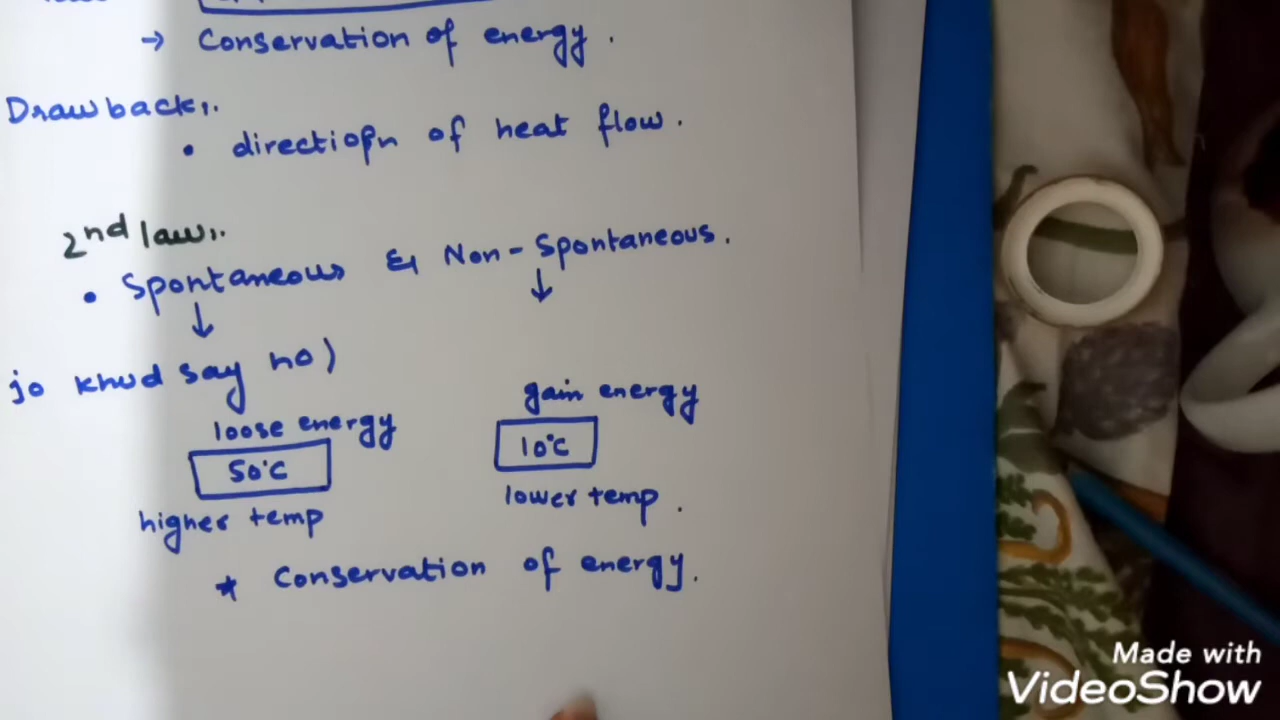 → Conservation of energy.
Drawback:.
• direction of heat flow.
2nd law:.
• Spontaneous & Non-Spontaneous.
jo khud say ho)
loose energy
50°C
higher temp
gain energy
10°C
lower temp.
* Conservation of energy.
Made with
VideoShow